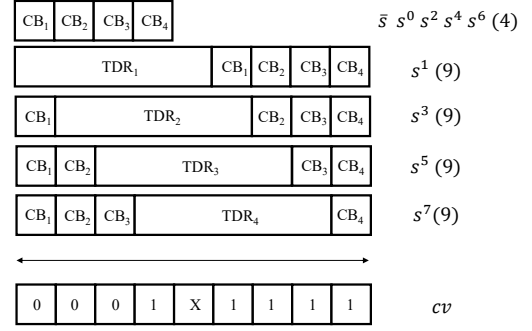 CB₁ CB₂ CB₃ CB₄ s̄ s⁰ s² s⁴ s⁶ (4)
TDR₁ CB₁ CB₂ CB₃ CB₄ s¹ (9)
CB₁ TDR₂ CB₂ CB₃ CB₄ s³ (9)
CB₁ CB₂ TDR₃ CB₃ CB₄ s⁵ (9)
CB₁ CB₂ CB₃ TDR₄ CB₄ s⁷(9)
0 0 0 1 X 1 1 1 1 cv